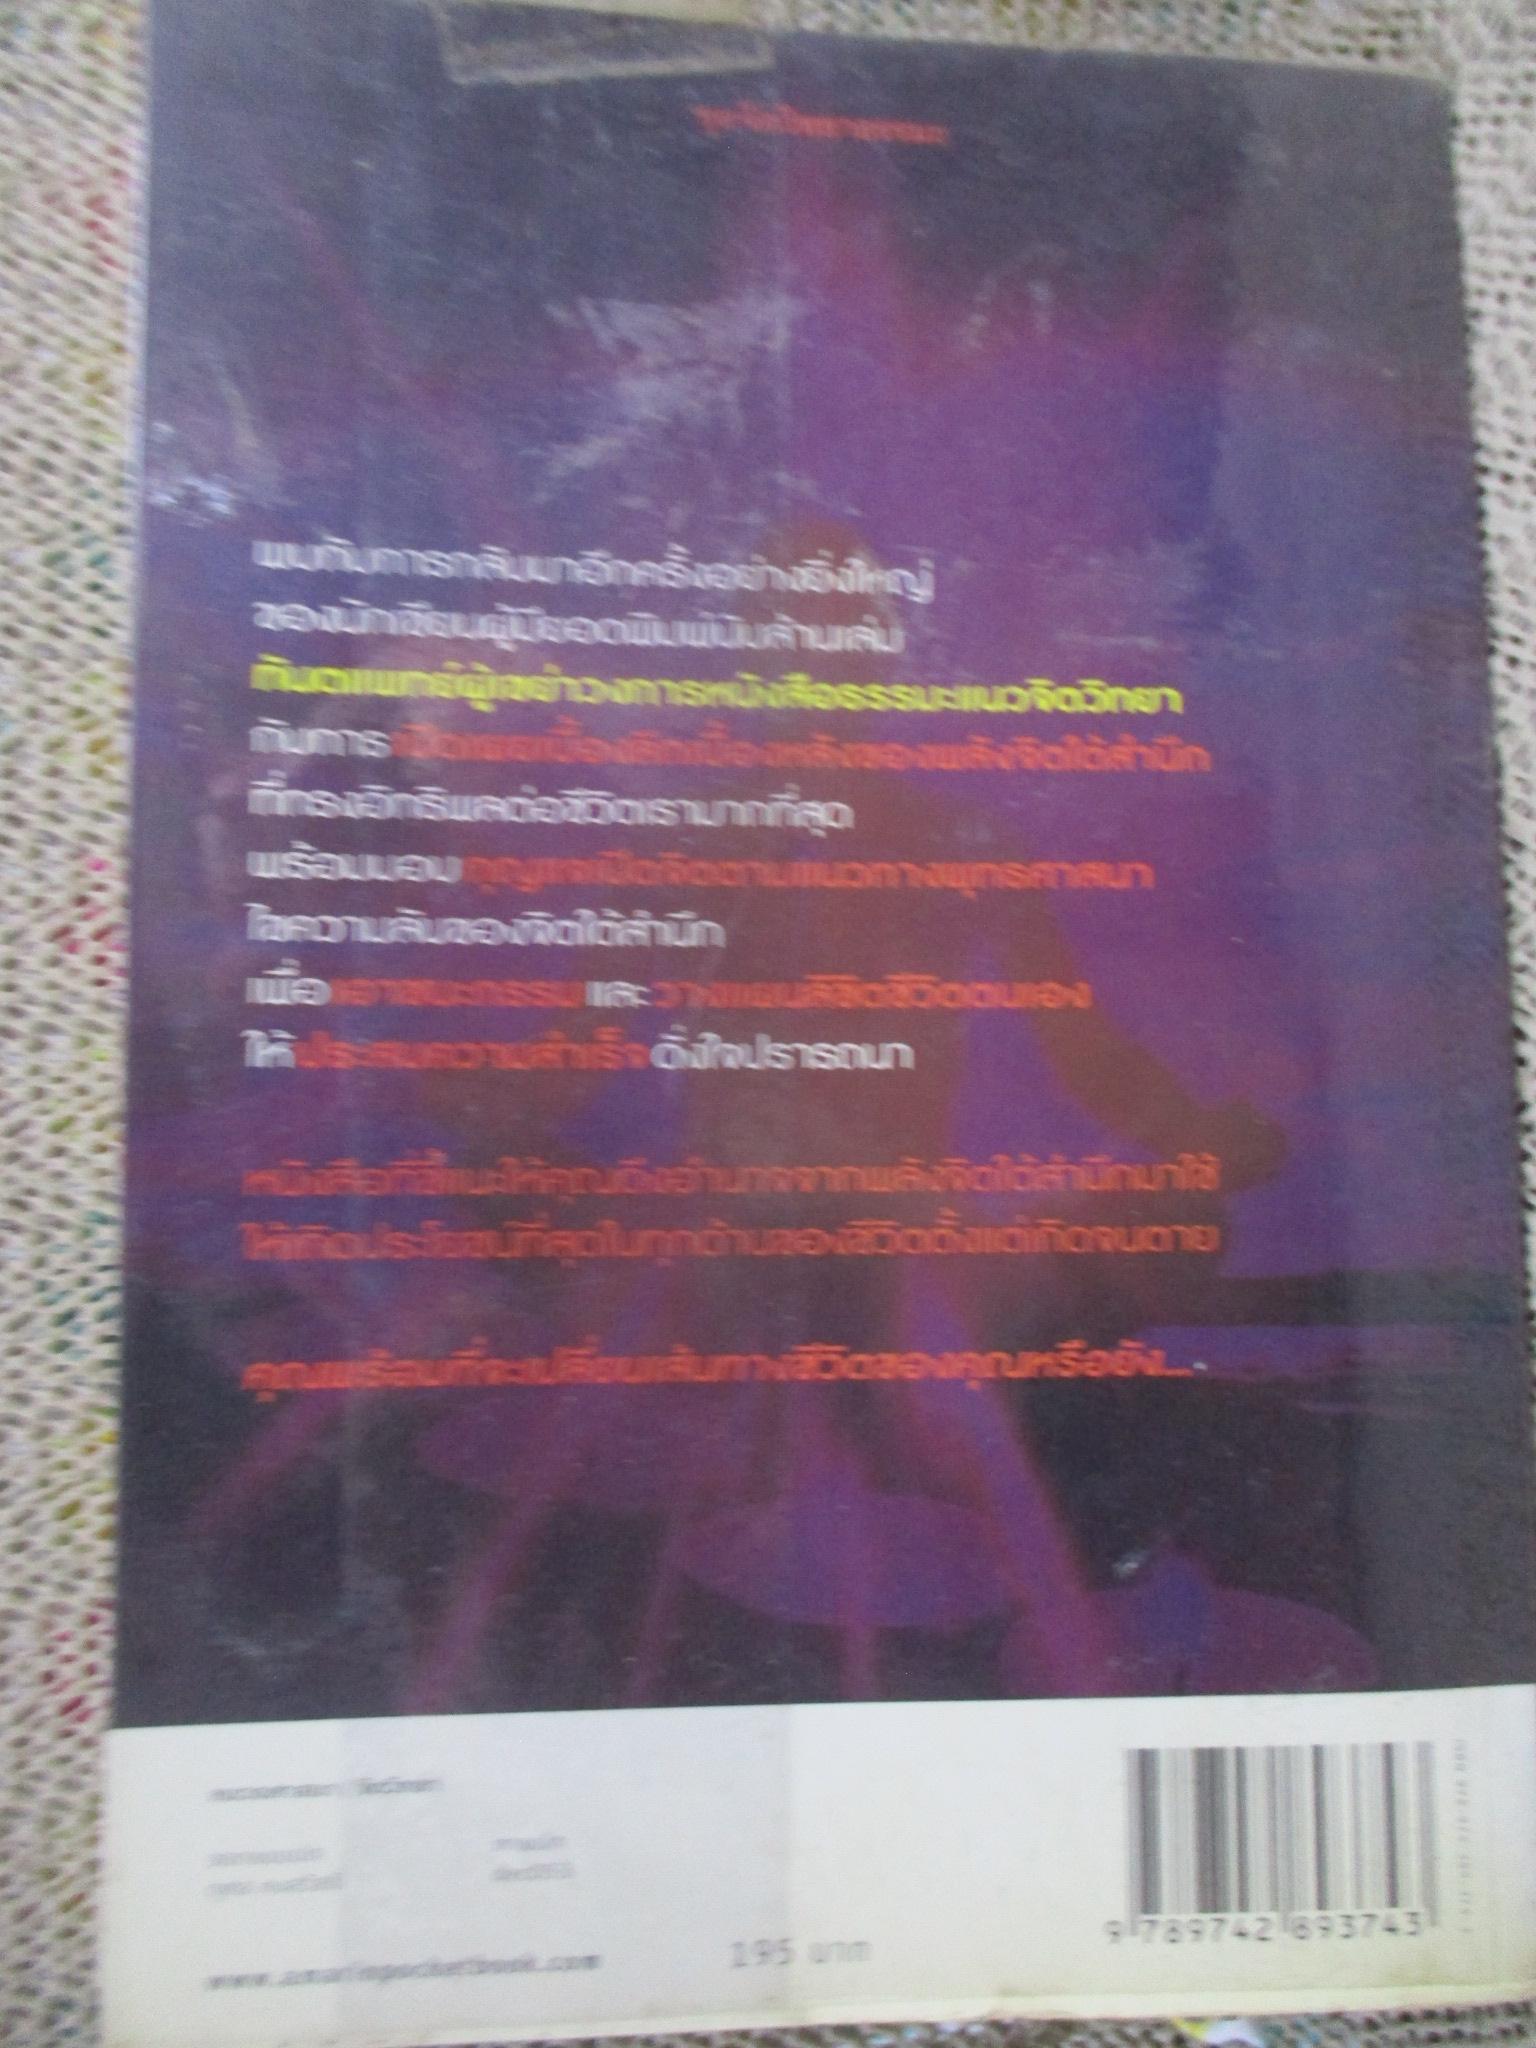 พบกับการกลับมาอีกครั้งอย่างยิ่งใหญ่
ของนักเขียนผู้มียอดพิมพ์นับล้านเล่ม
ทันตแพทย์ผู้เขย่าวงการหนังสือธรรมะแนวจิตวิทยา
กับการเปิดเผยเบื้องลึกเบื้องหลังของพลังจิตใต้สำนึก
ที่ทรงอิทธิพลต่อชีวิตเรามากที่สุด
พร้อมมอบกุญแจเปิดจิตตามแนวทางพุทธศาสนา
ไขความลับของจิตใต้สำนึก
เพื่อเอาชนะกรรมและวางแผนลิขิตชีวิตตนเอง
ให้ประสบความสำเร็จดั่งใจปรารถนา
หนังสือที่ชี้แนะให้คุณดึงอำนาจจากพลังจิตใต้สำนึกมาใช้
ให้เกิดประโยชน์ที่สุดในทุกด้านของชีวิตตั้งแต่เกิดจนตาย
คุณพร้อมที่จะเปลี่ยนเส้นทางชีวิตของคุณหรือยัง...
www.amarinpocketbook.com
195 บาท
9 789742 893743